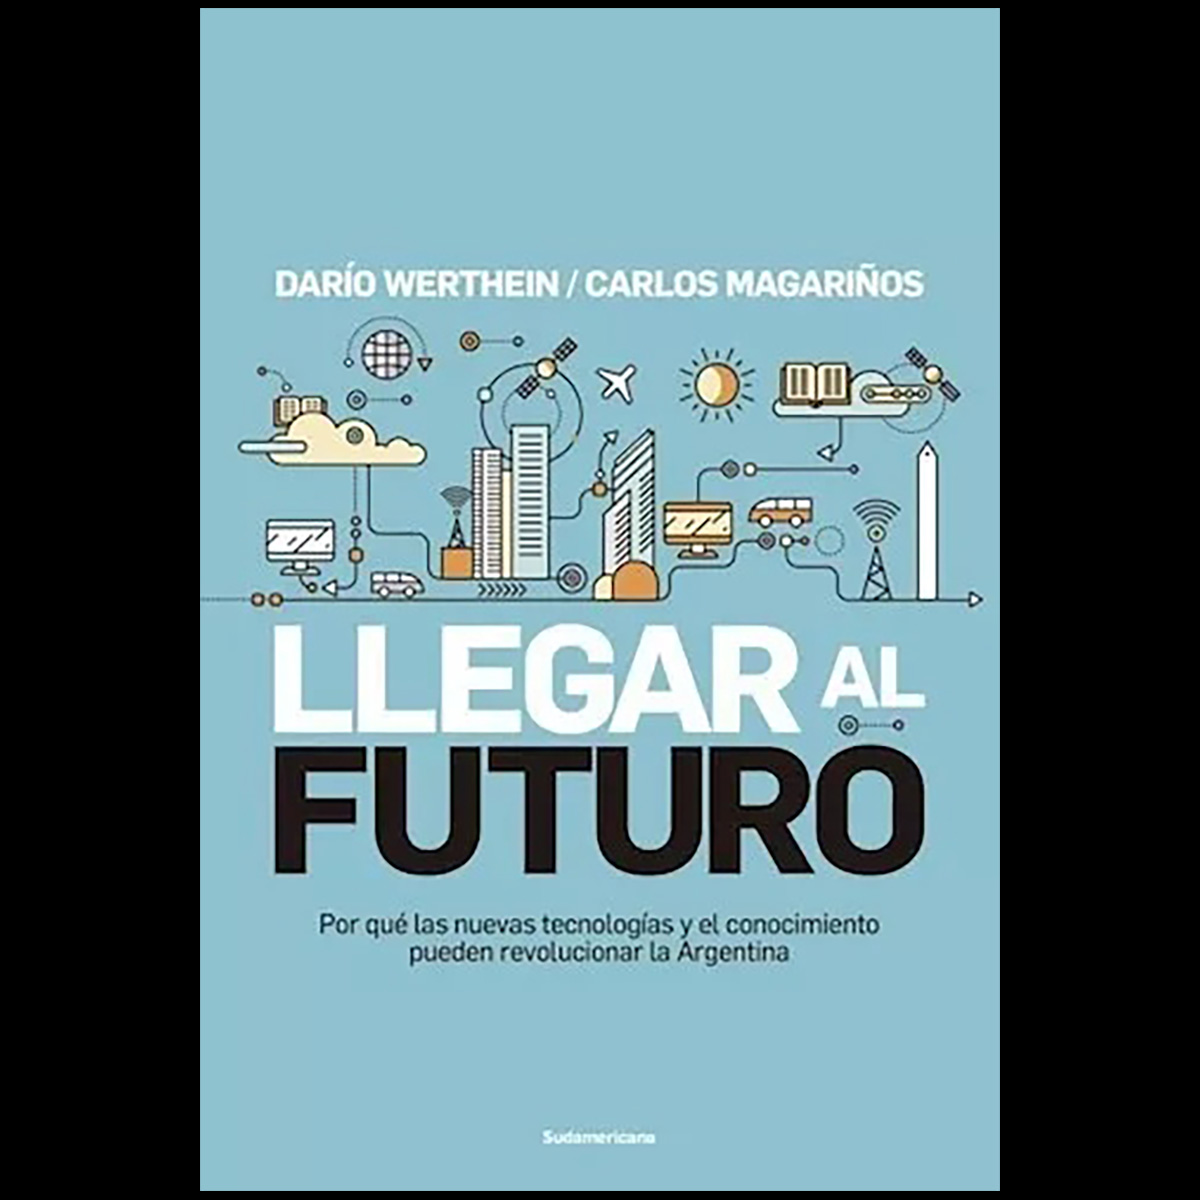 DARÍO WERTHEIN / CARLOS MAGARIÑOS
LLEGAR AL
FUTURO
Por qué las nuevas tecnologías y el conocimiento
pueden revolucionar la Argentina
Sudamericana